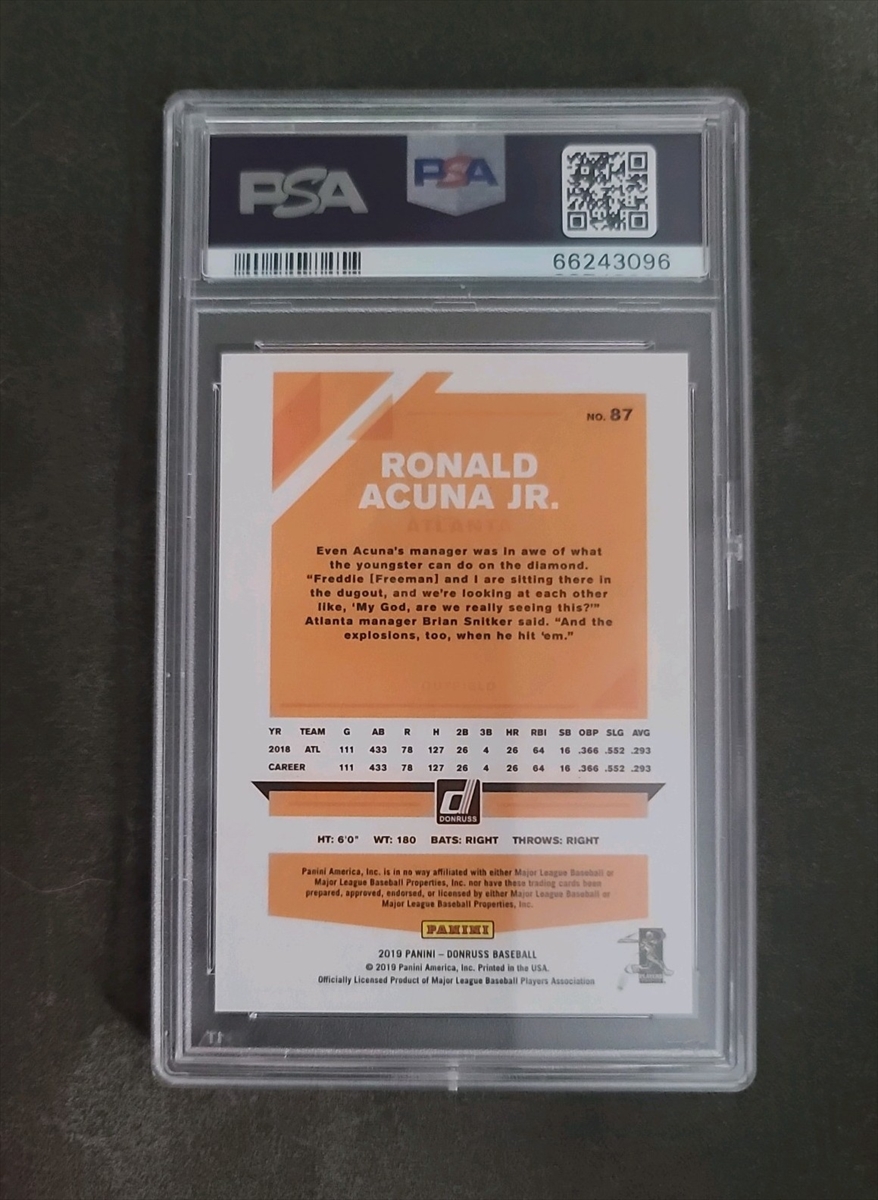 PSA
PSA
66243096
NO. 87
RONALD
ACUNA JR.
ATLANTA
Even Acuna's manager was in awe of what
the youngster can do on the diamond.
"Freddie [Freeman] and I are sitting there in
the dugout, and we're looking at each other
like, 'My God, are we really seeing this?'"
Atlanta manager Brian Snitker said. "And the
explosions, too, when he hit 'em."
YR TEAM G AB R H 2B 3B HR RBI SB OBP SLG AVG
2018 ATL 111 433 78 127 26 4 26 64 16 .366 .552 .293
CAREER 111 433 78 127 26 4 26 64 16 .366 .552 .293
DONRUSS
HT: 6'0" WT: 180 BATS: RIGHT THROWS: RIGHT
Panini America, Inc. is in no way affiliated with either Major League Baseball or
Major League Baseball Properties, Inc. nor have these trading cards been
prepared, approved, endorsed, or licensed by either Major League Baseball or
Major League Baseball Properties, Inc.
PANINI
2019 PANINI – DONRUSS BASEBALL
© 2019 Panini America, Inc. Printed in the USA.
Officially Licensed Product of Major League Baseball Players Association